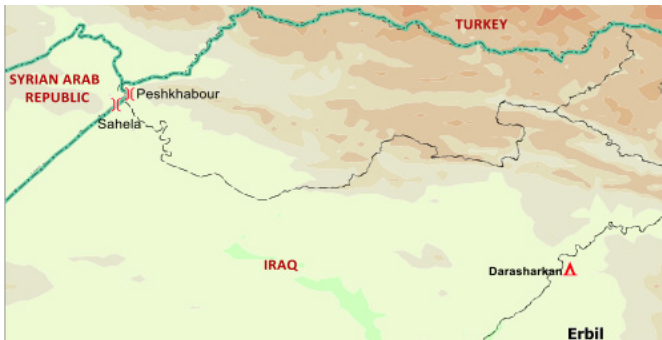 TURKEY
SYRIAN ARAB
REPUBLIC
Peshkhabour
Sahela
IRAQ
Darasharkan
Erbil